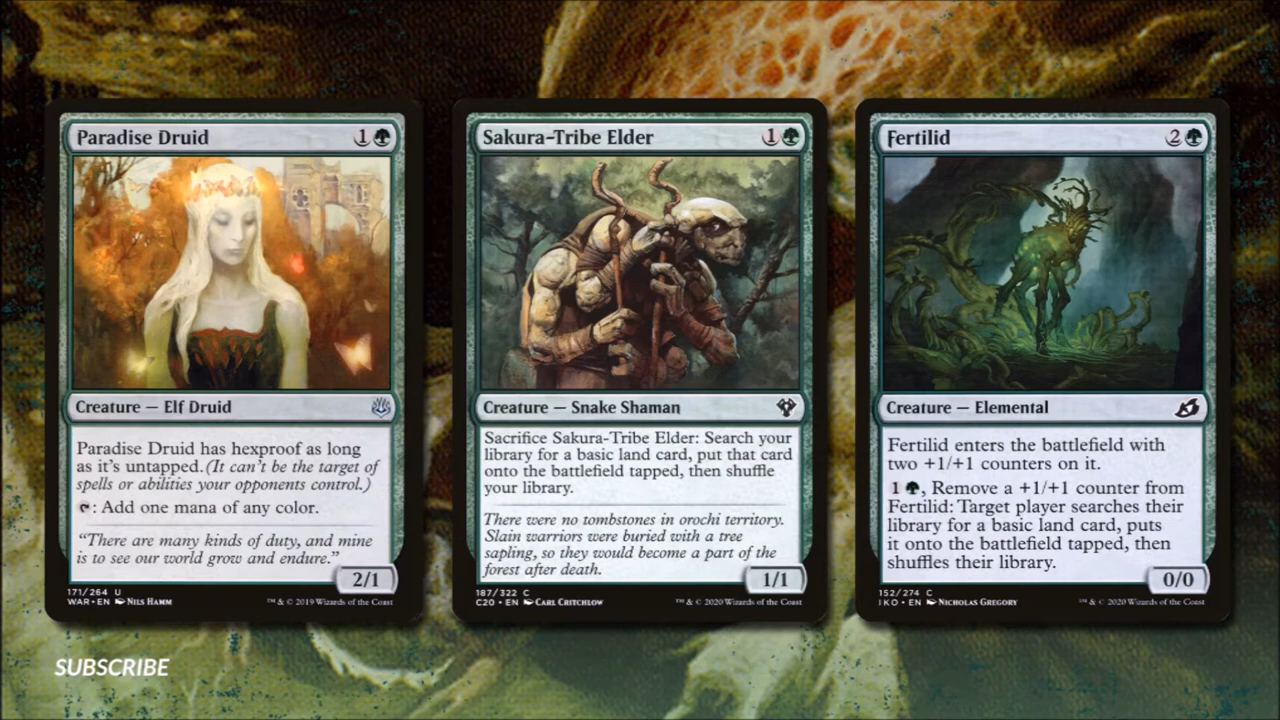 Paradise Druid 1
Creature — Elf Druid
Paradise Druid has hexproof as long
as it's untapped. (It can't be the target of
spells or abilities your opponents control.)
: Add one mana of any color.
"There are many kinds of duty, and mine
is to see our world grow and endure."
2/1
171/264 U
WAR • EN Nils Hamm
™ & © 2019 Wizards of the Coast
Sakura-Tribe Elder 1
Creature — Snake Shaman
Sacrifice Sakura-Tribe Elder: Search your
library for a basic land card, put that card
onto the battlefield tapped, then shuffle
your library.
There were no tombstones in orochi territory.
Slain warriors were buried with a tree
sapling, so they would become a part of the
forest after death.
1/1
187/322 C
C20 • EN Carl Critchlow
™ & © 2020 Wizards of the Coast
Fertilid 2
Creature — Elemental
Fertilid enters the battlefield with
two +1/+1 counters on it.
1 , Remove a +1/+1 counter from
Fertilid: Target player searches their
library for a basic land card, puts
it onto the battlefield tapped, then
shuffles their library.
0/0
152/274 C
IKO • EN Nicholas Gregory
™ & © 2020 Wizards of the Coast
SUBSCRIBE